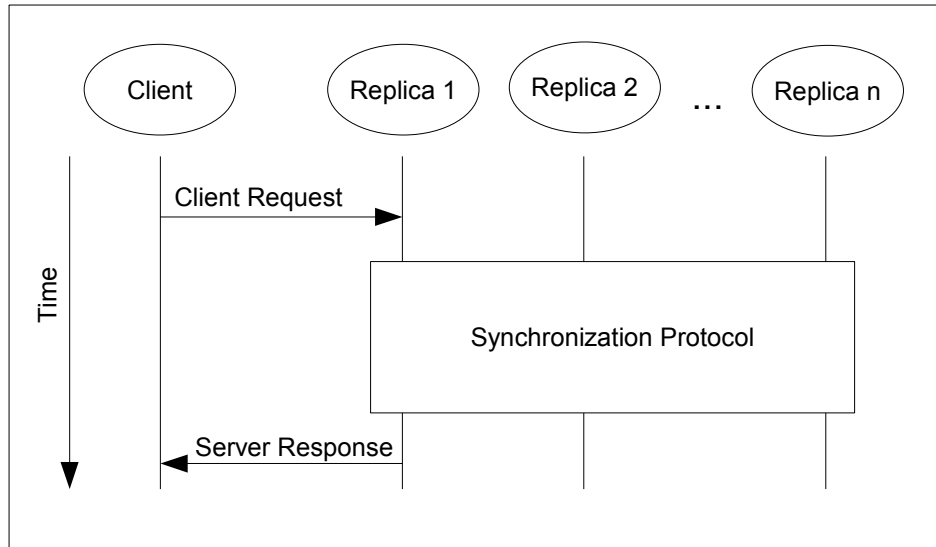 Client
Replica 1
Replica 2
...
Replica n
Client Request
Time
Synchronization Protocol
Server Response